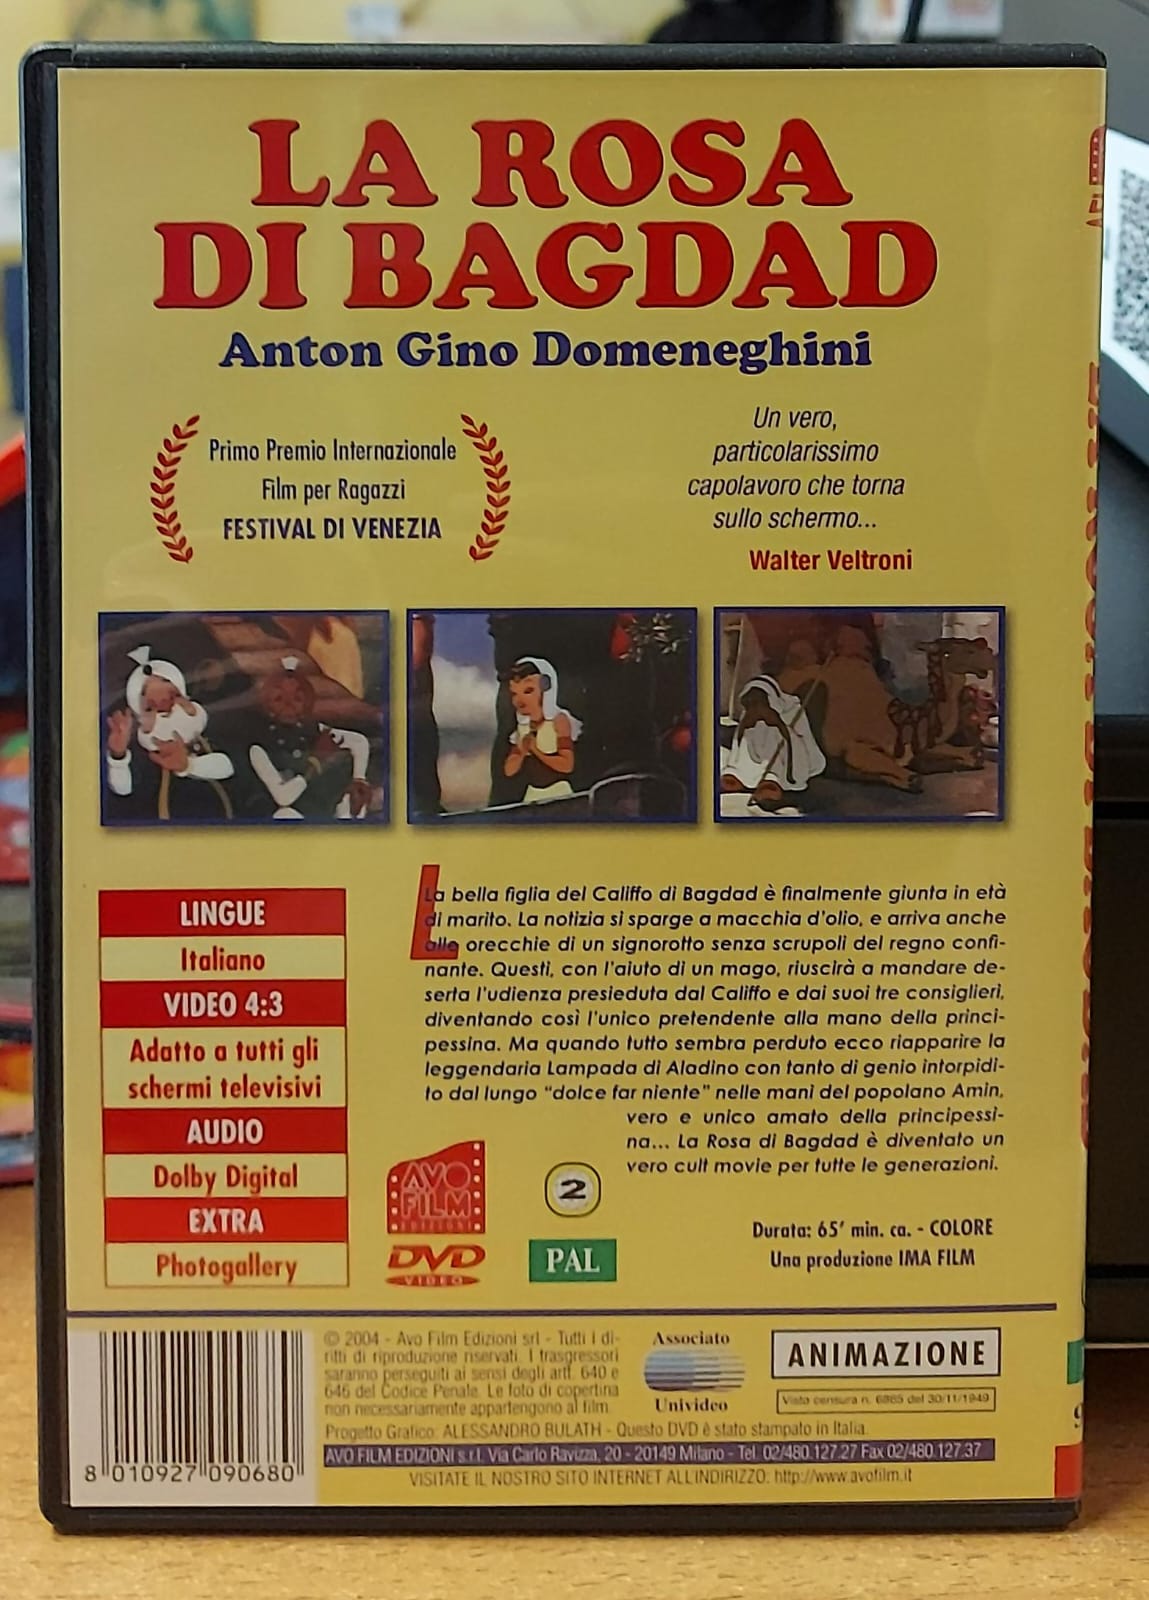 LA ROSA
DI BAGDAD
Anton Gino Domeneghini
Primo Premio Internazionale
Film per Ragazzi
FESTIVAL DI VENEZIA
Un vero,
particolarissimo
capolavoro che torna
sullo schermo...
Walter Veltroni
LINGUE
Italiano
VIDEO 4:3
Adatto a tutti gli
schermi televisivi
AUDIO
Dolby Digital
EXTRA
Photogallery
La bella figlia del Califfo di Bagdad è finalmente giunta in età
di marito. La notizia si sparge a macchia d'olio, e arriva anche
alle orecchie di un signorotto senza scrupoli del regno confi-
nante. Questi, con l'aiuto di un mago, riuscirà a mandare de-
serta l'udienza presieduta dal Califfo e dai suoi tre consiglieri,
diventando così l'unico pretendente alla mano della princi-
pessina. Ma quando tutto sembra perduto ecco riapparire la
leggendaria Lampada di Aladino con tanto di genio intorpidi-
to dal lungo "dolce far niente" nelle mani del popolano Amin,
vero e unico amato della principessi-
na... La Rosa di Bagdad è diventato un
vero cult movie per tutte le generazioni.
AVO
FILM
EDIZIONI
DVD
VIDEO
2
PAL
Durata: 65' min. ca. - COLORE
Una produzione IMA FILM
8 010927 090680
© 2004 - Avo Film Edizioni srl - Tutti i di-
ritti di riproduzione riservati. I trasgressori
saranno perseguiti ai sensi degli artt. 640 e
646 del Codice Penale. Le foto di copertina
non necessariamente appartengono al film.
Progetto Grafico: ALESSANDRO BULATH - Questo DVD è stato stampato in Italia.
AVO FILM EDIZIONI s.r.l. Via Carlo Ravizza, 20 - 20149 Milano - Tel. 02/480.127.27 Fax 02/480.127.37
VISITATE IL NOSTRO SITO INTERNET ALL'INDIRIZZO: http://www.avofilm.it
Associato
Univideo
ANIMAZIONE
Visto censura n. 6865 del 30/11/1949